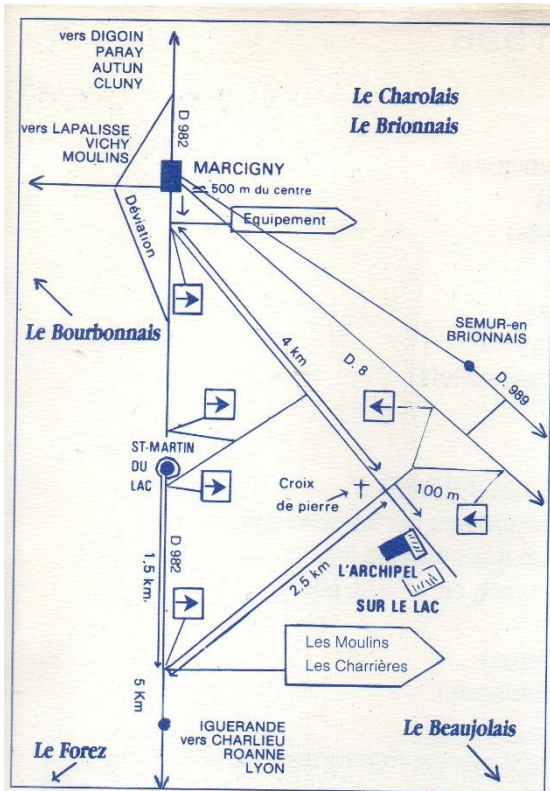 vers DIGOIN
PARAY
AUTUN
CLUNY
D 982
Le Charolais
Le Brionnais
vers LAPALISSE
VICHY
MOULINS
MARCIGNY
500 m du centre
Déviation
Equipement
Le Bourbonnais
SEMUR-en
BRIONNAIS
4 km
D. 8
D. 989
ST-MARTIN
DU
LAC
Croix
de pierre
100 m
D 982
1,5 km.
2,5 km
L'ARCHIPEL
SUR LE LAC
Les Moulins
Les Charrières
5 Km
IGUERANDE
vers CHARLIEU
ROANNE
LYON
Le Forez
Le Beaujolais